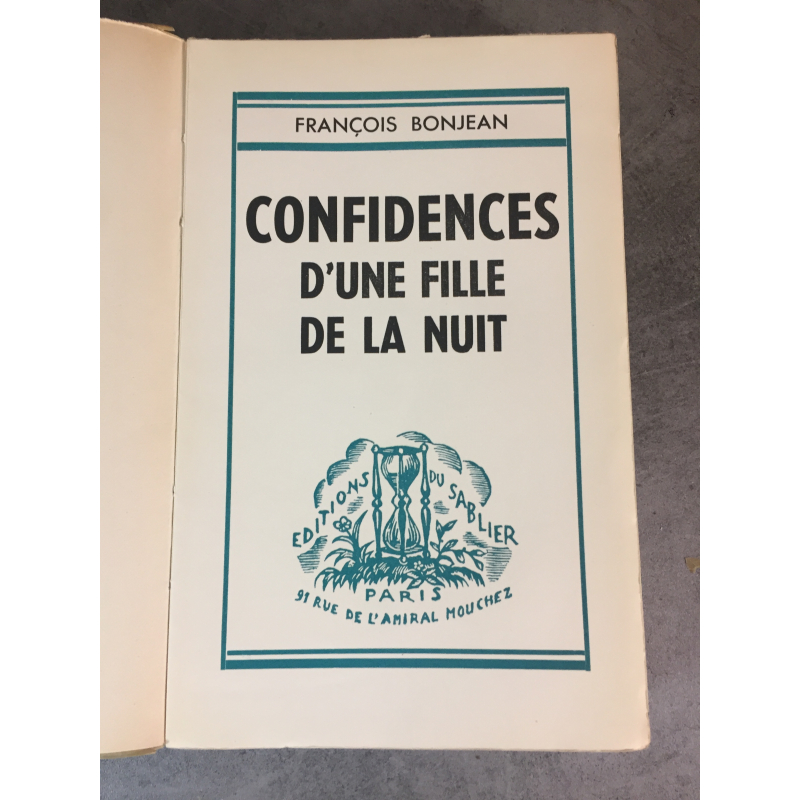 FRANÇOIS BONJEAN
CONFIDENCES
D'UNE FILLE
DE LA NUIT
EDITIONS DU SABLIER
PARIS
91 RUE DE L'AMIRAL MOUCHEZ